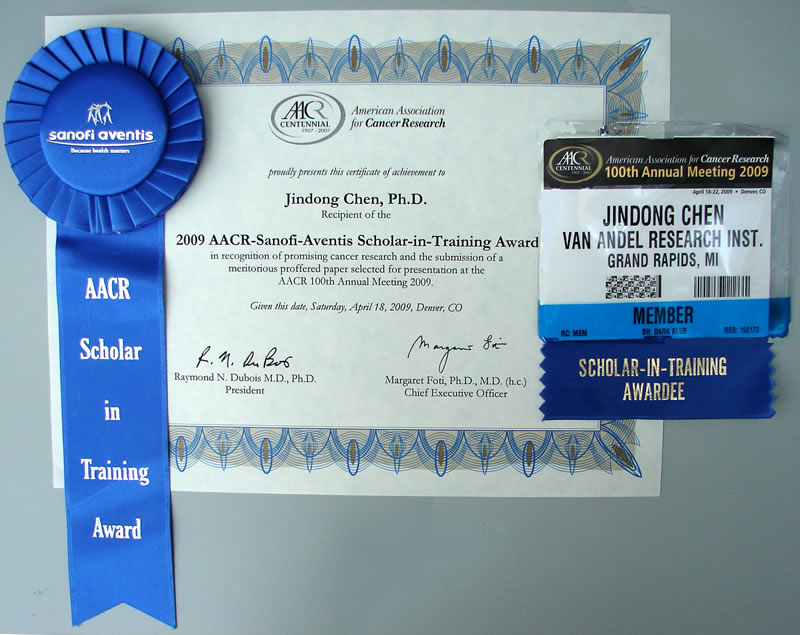 sanofi aventis
Because health matters
AACR
Scholar
in
Training
Award
AACR
CENTENNIAL
1907 - 2007
American Association
for Cancer Research
proudly presents this certificate of achievement to
Jindong Chen, Ph.D.
Recipient of the
2009 AACR-Sanofi-Aventis Scholar-in-Training Award
in recognition of promising cancer research and the submission of a
meritorious proffered paper selected for presentation at the
AACR 100th Annual Meeting 2009.
Given this date, Saturday, April 18, 2009, Denver, CO
R. N. DuBois
Raymond N. Dubois M.D., Ph.D.
President
Margaret Foti
Margaret Foti, Ph.D., M.D. (h.c.)
Chief Executive Officer
AACR
CENTENNIAL
1907 - 2007
American Association for Cancer Research
100th Annual Meeting 2009
April 18-22, 2009 • Denver, CO
JINDONG CHEN
VAN ANDEL RESEARCH INST.
GRAND RAPIDS, MI
MEMBER
RC: MEM
SH: DARK BLUE
SCHOLAR-IN-TRAINING
AWARDEE